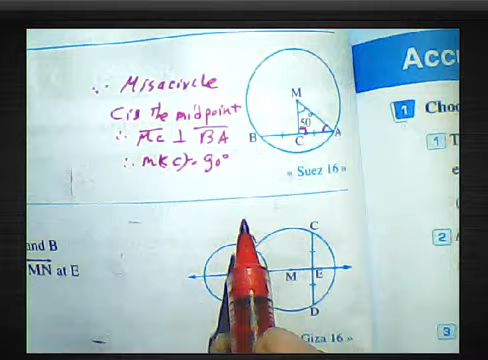 ∵ M is a circle
C is the midpoint
∴ MC ⊥ BA
∴ m∠C = 90°
M
50°
B
C
A
« Suez 16 »
and B
MN at E
C
M
E
D
Giza 16 »
Acc
1 Cho
1 T
2
3